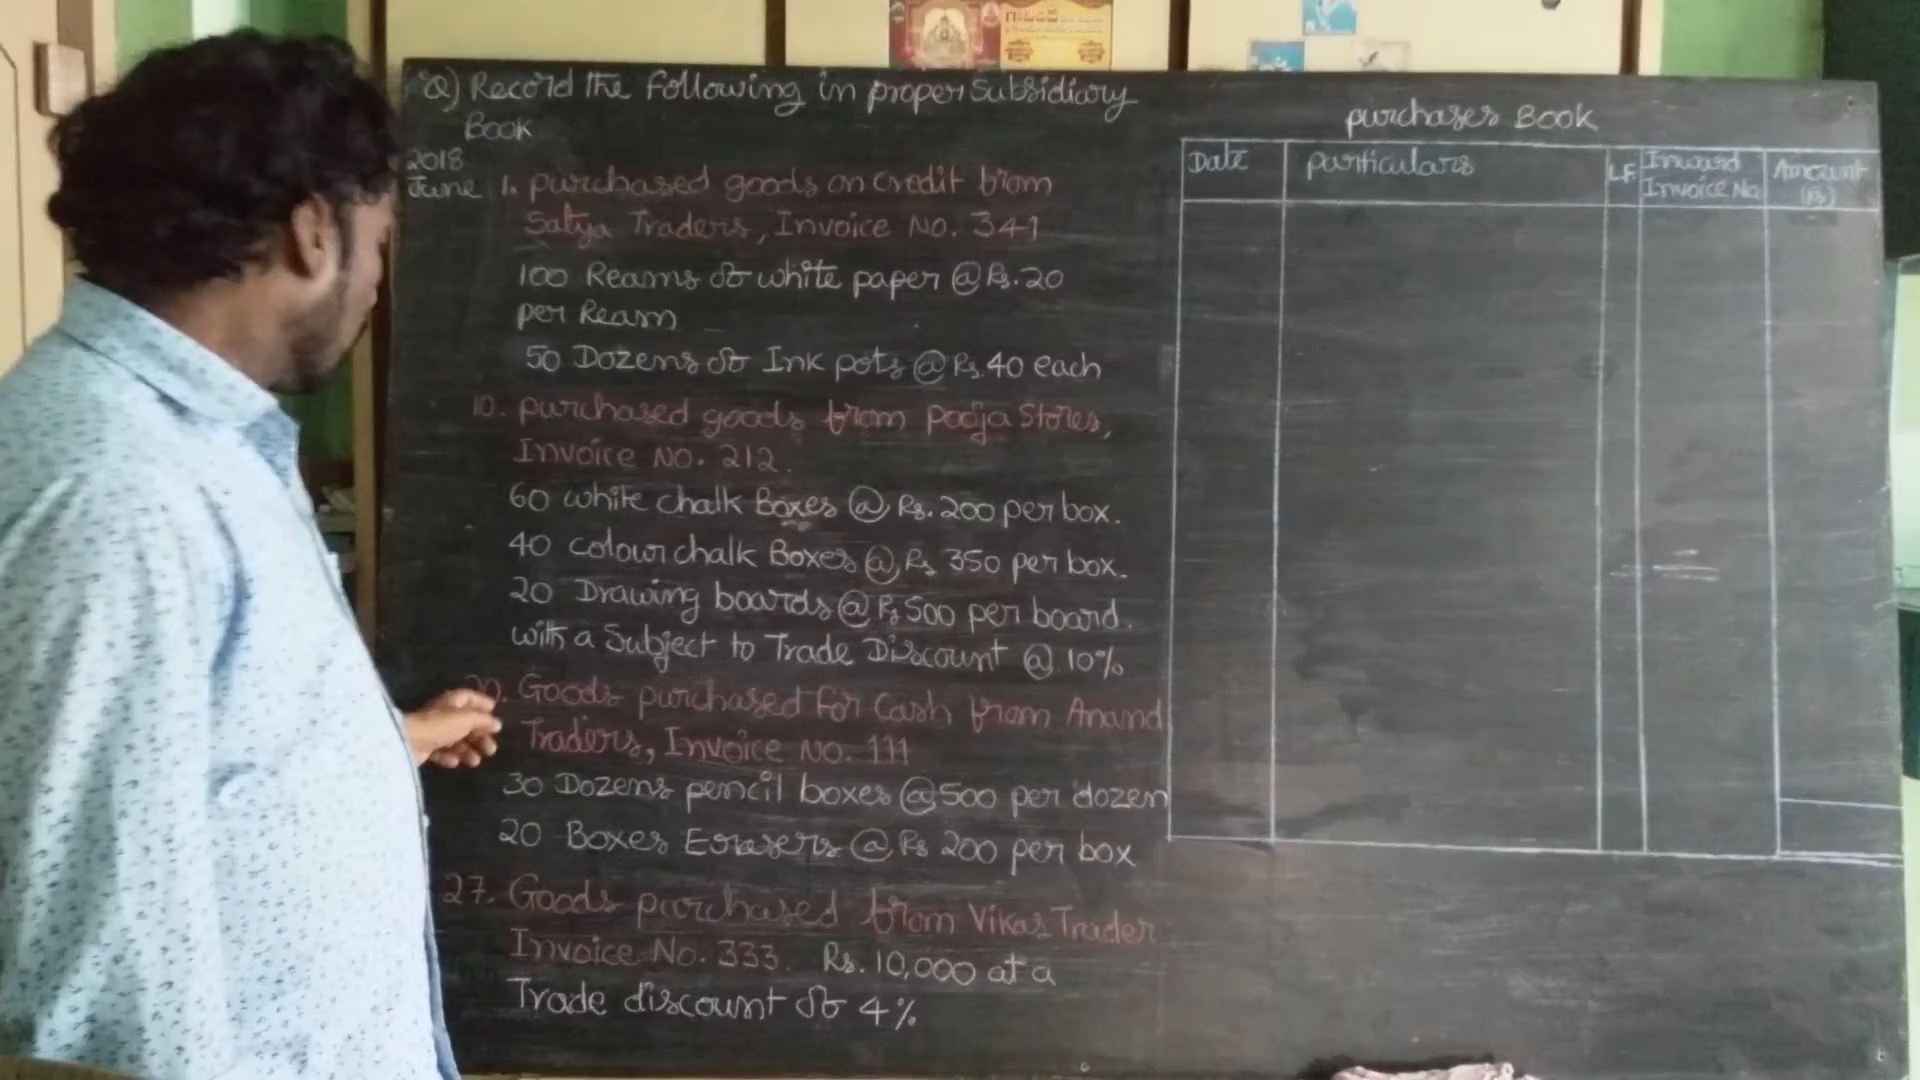 Q) Record the following in proper Subsidiary
Book
2018
June 1. purchased goods on credit from
Satya Traders, Invoice No. 341
100 Reams of white paper @ Rs. 20
per Ream
50 Dozens of Ink pots @ Rs. 40 each
10. purchased goods from Pooja Stores,
Invoice No. 212.
60 white chalk Boxes @ Rs. 200 per box.
40 colour chalk Boxes @ Rs 350 per box.
20 Drawing boards @ Rs 500 per board.
with a Subject to Trade Discount @ 10%
20. Goods purchased for Cash from Anand
Traders, Invoice No. 111
30 Dozens pencil boxes @ 500 per dozen
20 Boxes Erasers @ Rs 200 per box
27. Goods purchased from Vikas Trader
Invoice No. 333. Rs. 10,000 at a
Trade discount of 4%
purchases Book
Date particulars L.F Inward Invoice No Amount (Rs)